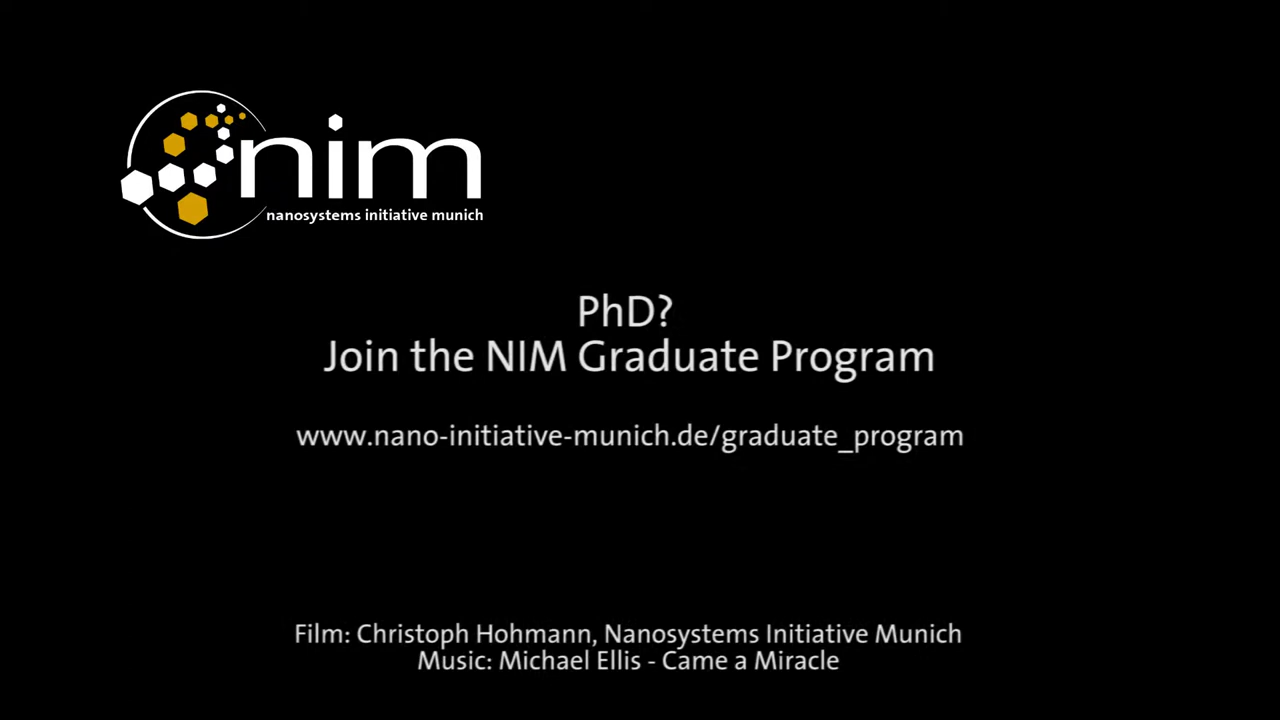 nim
nanosystems initiative munich
PhD?
Join the NIM Graduate Program
www.nano-initiative-munich.de/graduate_program
Film: Christoph Hohmann, Nanosystems Initiative Munich
Music: Michael Ellis - Came a Miracle